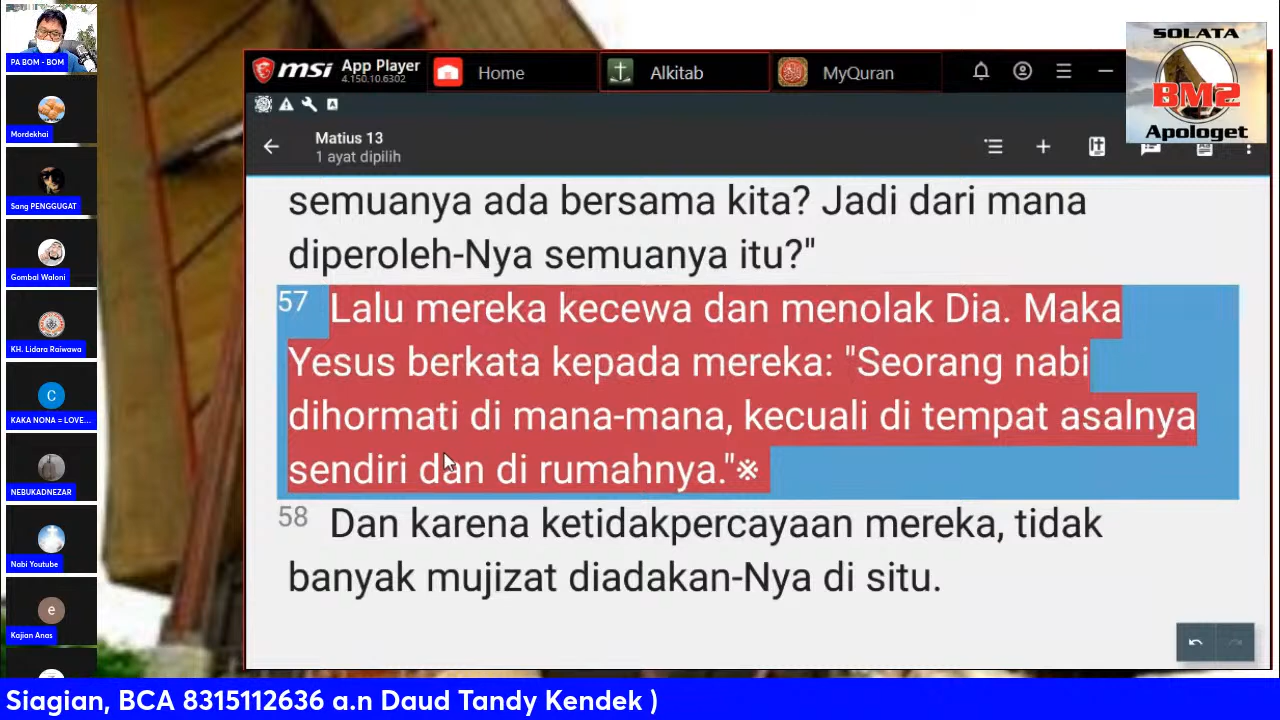 PA BOM - BOM
Mordekhai
Sang PENGGUGAT
Gombal Waloni
KH. Lidara Raiwawa
C
KAKA NONA = LOVE...
NEBUKADNEZAR
Nabi Youtube
e
Kajian Anas
msi App Player
4.150.10.6302
Home
Alkitab
MyQuran
SOLATA
BM2
Apologet
A
Matius 13
1 ayat dipilih
semuanya ada bersama kita? Jadi dari mana
diperoleh-Nya semuanya itu?"
57 Lalu mereka kecewa dan menolak Dia. Maka
Yesus berkata kepada mereka: "Seorang nabi
dihormati di mana-mana, kecuali di tempat asalnya
sendiri dan di rumahnya."※
58 Dan karena ketidakpercayaan mereka, tidak
banyak mujizat diadakan-Nya di situ.
Siagian, BCA 8315112636 a.n Daud Tandy Kendek )